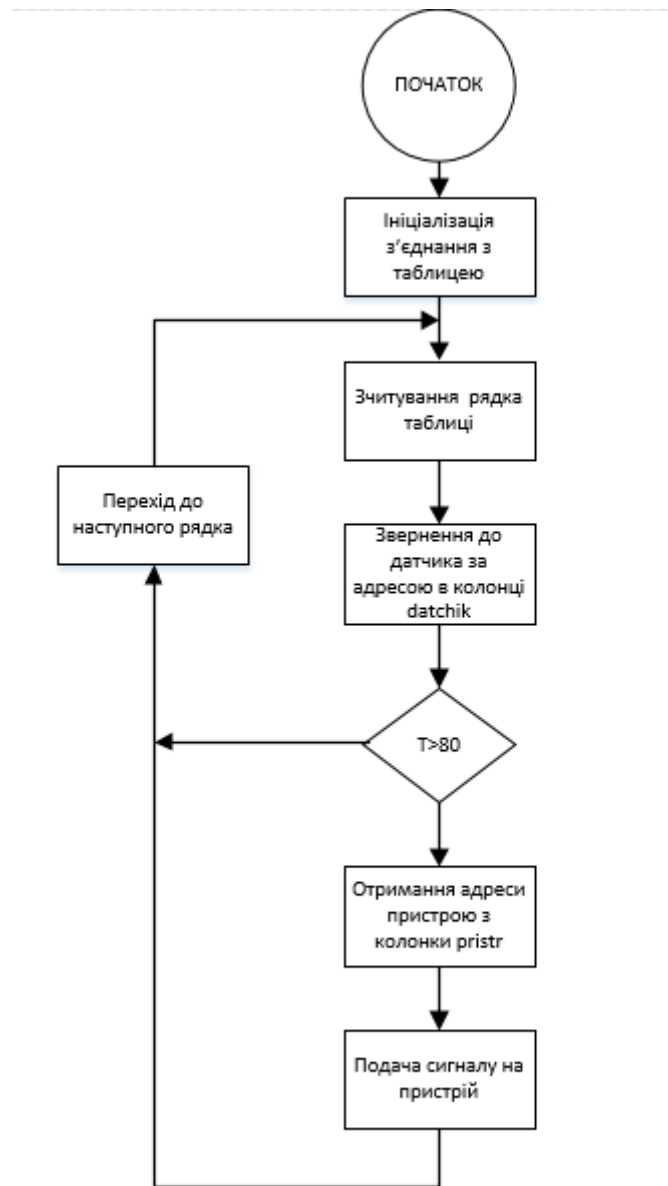 ПОЧАТОК
Ініціалізація
з’єднання з
таблицею
Зчитування рядка
таблиці
Перехід до
наступного рядка
Звернення до
датчика за
адресою в колонці
datchik
T>80
Отримання адреси
пристрою з
колонки pristr
Подача сигналу на
пристрій